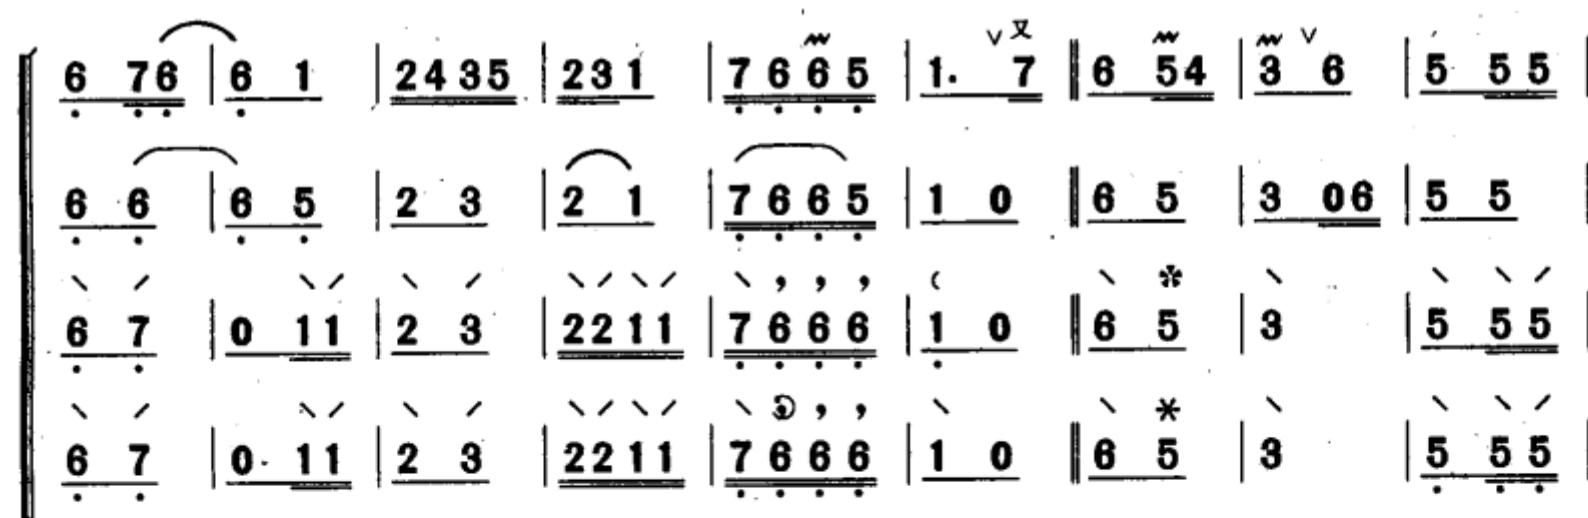 6 76 | 6 1 | 2435 | 231 | 7665 | 1. 7 ‖ 6 54 | 3 6 | 5 55 |
6 6 | 6 5 | 2 3 | 2 1 | 7665 | 1 0 ‖ 6 5 | 3 06 | 5 5 |
6 7 | 0 11 | 2 3 | 2211 | 7666 | 1 0 ‖ 6 5 | 3 | 5 55 |
6 7 | 0 11 | 2 3 | 2211 | 7666 | 1 0 ‖ 6 5 | 3 | 5 55 |